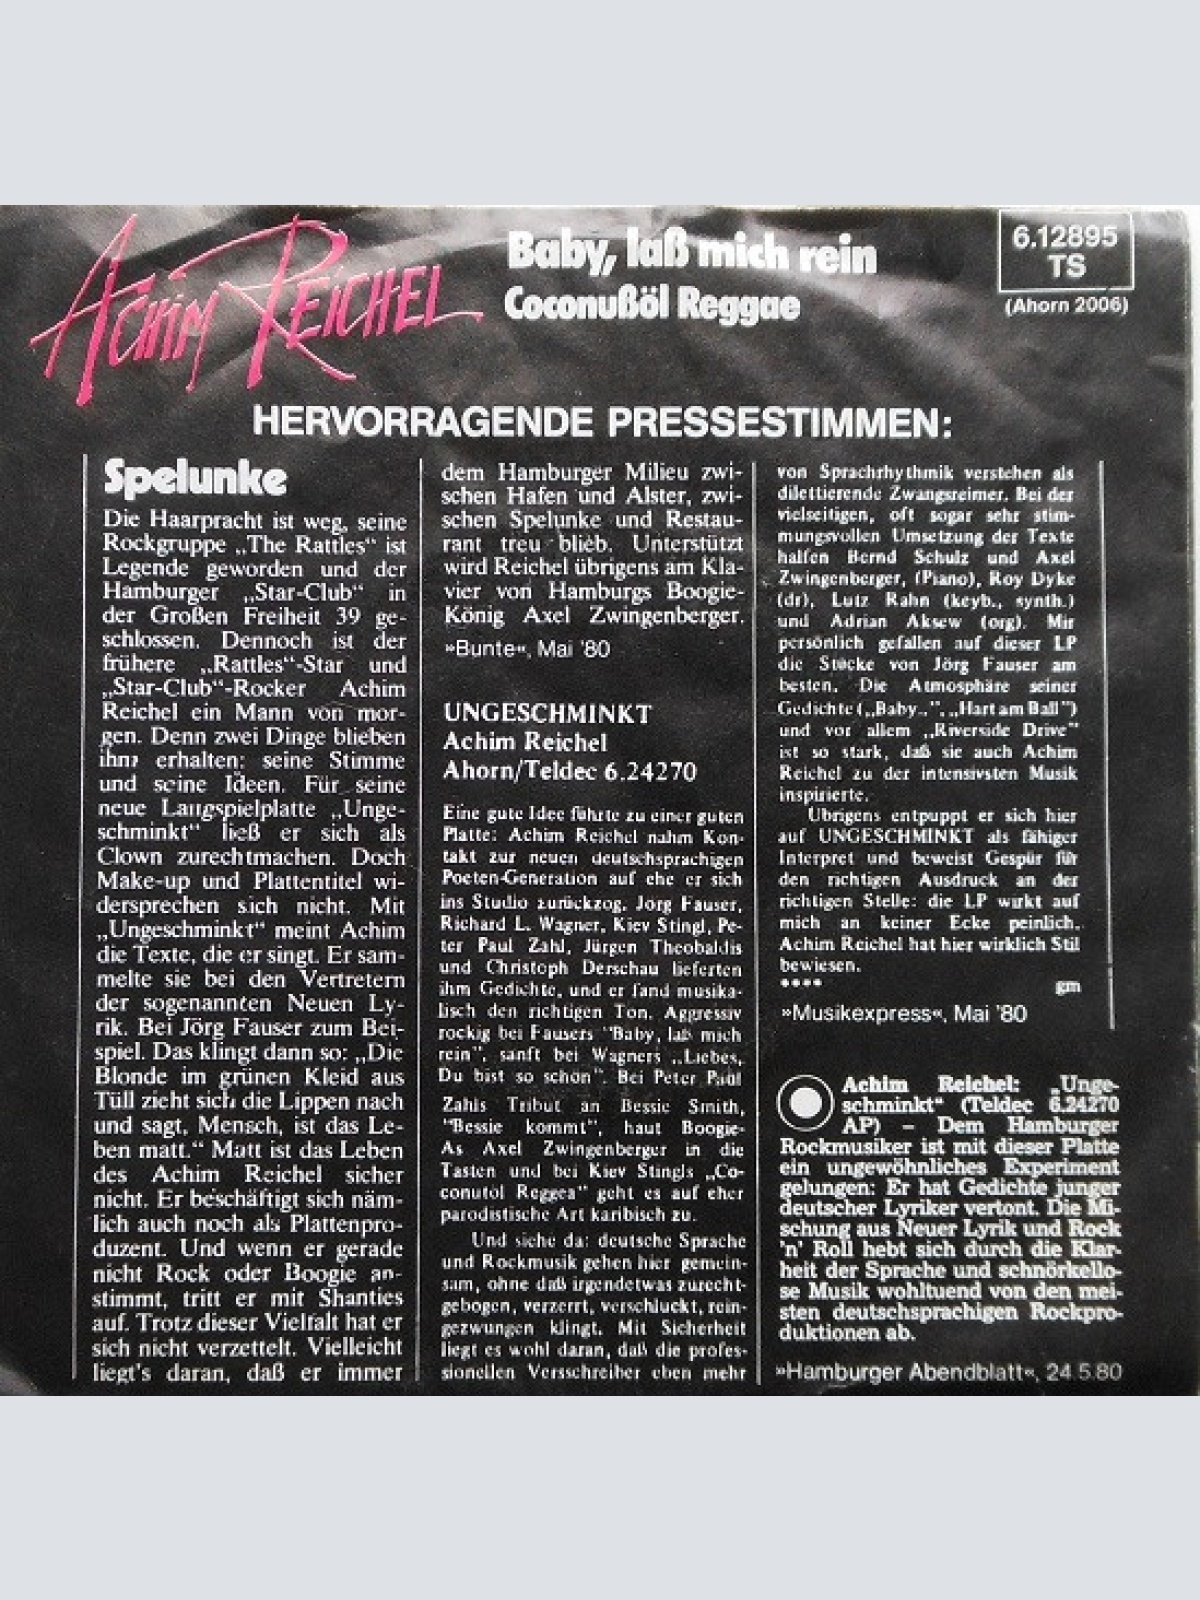 Achim Reichel
Baby, laß mich rein
Coconußöl Reggae
6.12895
TS
(Ahorn 2006)
HERVORRAGENDE PRESSESTIMMEN:
Spelunke
Die Haarpracht ist weg, seine
Rockgruppe „The Rattles“ ist
Legende geworden und der
Hamburger „Star-Club“ in
der Großen Freiheit 39 ge-
schlossen. Dennoch ist der
frühere „Rattles“-Star und
„Star-Club“-Rocker Achim
Reichel ein Mann von mor-
gen. Denn zwei Dinge blieben
ihm erhalten: seine Stimme
und seine Ideen. Für seine
neue Langspielplatte „Unge-
schminkt“ ließ er sich als
Clown zurechtmachen. Doch
Make-up und Plattentitel wi-
dersprechen sich nicht. Mit
„Ungeschminkt“ meint Achim
die Texte, die er singt. Er sam-
melte sie bei den Vertretern
der sogenannten Neuen Ly-
rik. Bei Jörg Fauser zum Bei-
spiel. Das klingt dann so: „Die
Blonde im grünen Kleid aus
Tüll zieht sich die Lippen nach
und sagt, Mensch, ist das Le-
ben matt.“ Matt ist das Leben
des Achim Reichel sicher
nicht. Er beschäftigt sich näm-
lich auch noch als Plattenpro-
duzent. Und wenn er gerade
nicht Rock oder Boogie an-
stimmt, tritt er mit Shanties
auf. Trotz dieser Vielfalt hat er
sich nicht verzettelt. Vielleicht
liegt's daran, daß er immer
dem Hamburger Milieu zwi-
schen Hafen und Alster, zwi-
schen Spelunke und Restau-
rant treu blieb. Unterstützt
wird Reichel übrigens am Kla-
vier von Hamburgs Boogie-
König Axel Zwingenberger.
»Bunte«, Mai '80
UNGESCHMINKT
Achim Reichel
Ahorn/Teldec 6.24270
Eine gute Idee führte zu einer guten
Platte: Achim Reichel nahm Kon-
takt zur neuen deutschsprachigen
Poeten-Generation auf ehe er sich
ins Studio zurückzog. Jorg Fauser,
Richard L. Wagner, Kiev Stingl, Pe-
ter Paul Zahl, Jürgen Theobaldis
und Christoph Derschau lieferten
ihm Gedichte, und er fand musika-
lisch den richtigen Ton. Aggressiv
rockig bei Fausers "Baby, laß mich
rein", sanft bei Wagners „Liebes,
Du bist so schön". Bei Peter Paul
Zahls Tribut an Bessie Smith,
"Bessie kommt", haut Boogie-
As Axel Zwingenberger in die
Tasten und bei Kiev Stingls „Co-
conutöl Reggea" geht es auf eher
parodistische Art karibisch zu.
Und siehe da: deutsche Sprache
und Rockmusik gehen hier gemein-
sam, ohne daß irgendetwas zurecht-
gebogen, verzerrt, verschluckt, rein-
gezwungen klingt. Mit Sicherheit
liegt es wohl daran, daß die profes-
sionellen Versschreiber eben mehr
von Sprachrhythmik verstehen als
dilettierende Zwangsreimer. Bei der
vielseitigen, oft sogar sehr stim-
mungsvollen Umsetzung der Texte
halfen Bernd Schulz und Axel
Zwingenberger, (Piano), Roy Dyke
(dr), Lutz Rahn (keyb., synth.)
und Adrian Aksew (org). Mir
persönlich gefallen auf dieser LP
die Stücke von Jörg Fauser am
besten. Die Atmosphäre seiner
Gedichte („Baby..", „Hart am Ball")
und vor allem „Riverside Drive"
ist so stark, daß sie auch Achim
Reichel zu der intensivsten Musik
inspirierte.
Übrigens entpuppt er sich hier
auf UNGESCHMINKT als fähiger
Interpret und beweist Gespür für
den richtigen Ausdruck an der
richtigen Stelle: die LP wirkt auf
mich an keiner Ecke peinlich.
Achim Reichel hat hier wirklich Stil
bewiesen.
**** gm
»Musikexpress«, Mai '80
Achim Reichel: „Unge-
schminkt“ (Teldec 6.24270
AP) – Dem Hamburger
Rockmusiker ist mit dieser Platte
ein ungewöhnliches Experiment
gelungen: Er hat Gedichte junger
deutscher Lyriker vertont. Die Mi-
schung aus Neuer Lyrik und Rock
'n' Roll hebt sich durch die Klar-
heit der Sprache und schnörkello-
se Musik wohltuend von den mei-
sten deutschsprachigen Rockpro-
duktionen ab.
»Hamburger Abendblatt«, 24.5.80